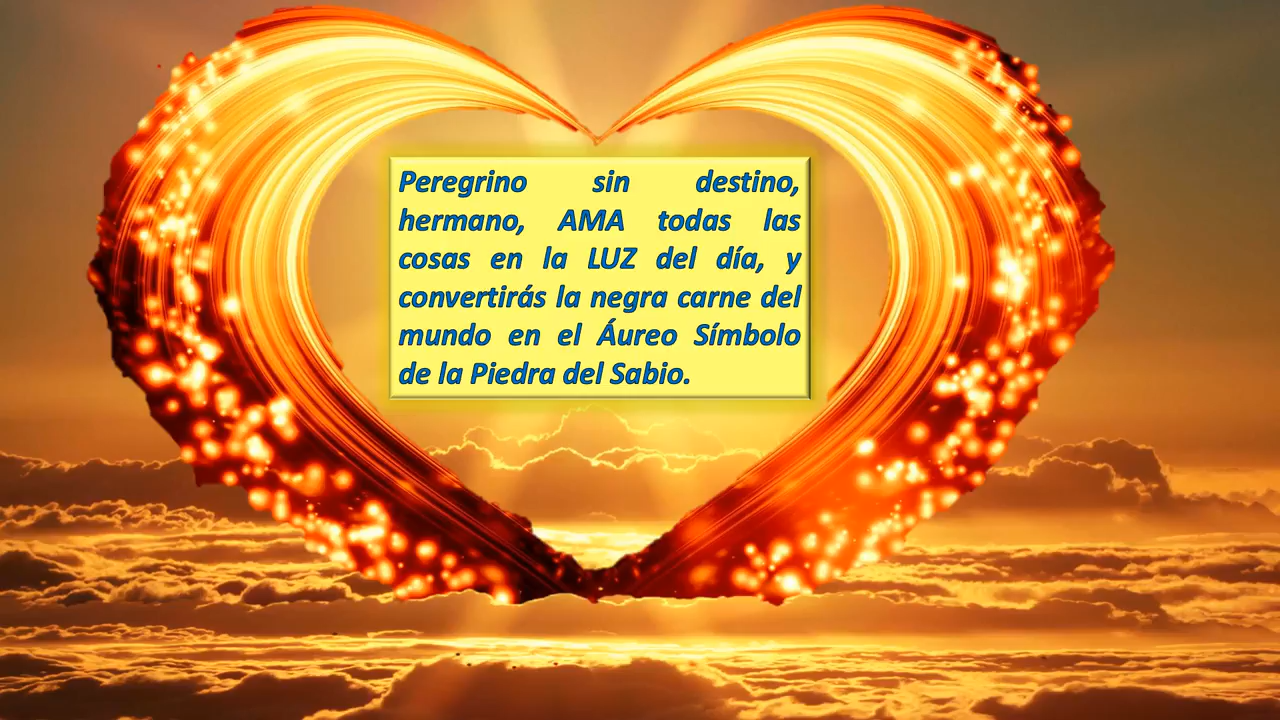 Peregrino sin destino,
hermano, AMA todas las
cosas en la LUZ del día, y
convertirás la negra carne del
mundo en el Áureo Símbolo
de la Piedra del Sabio.